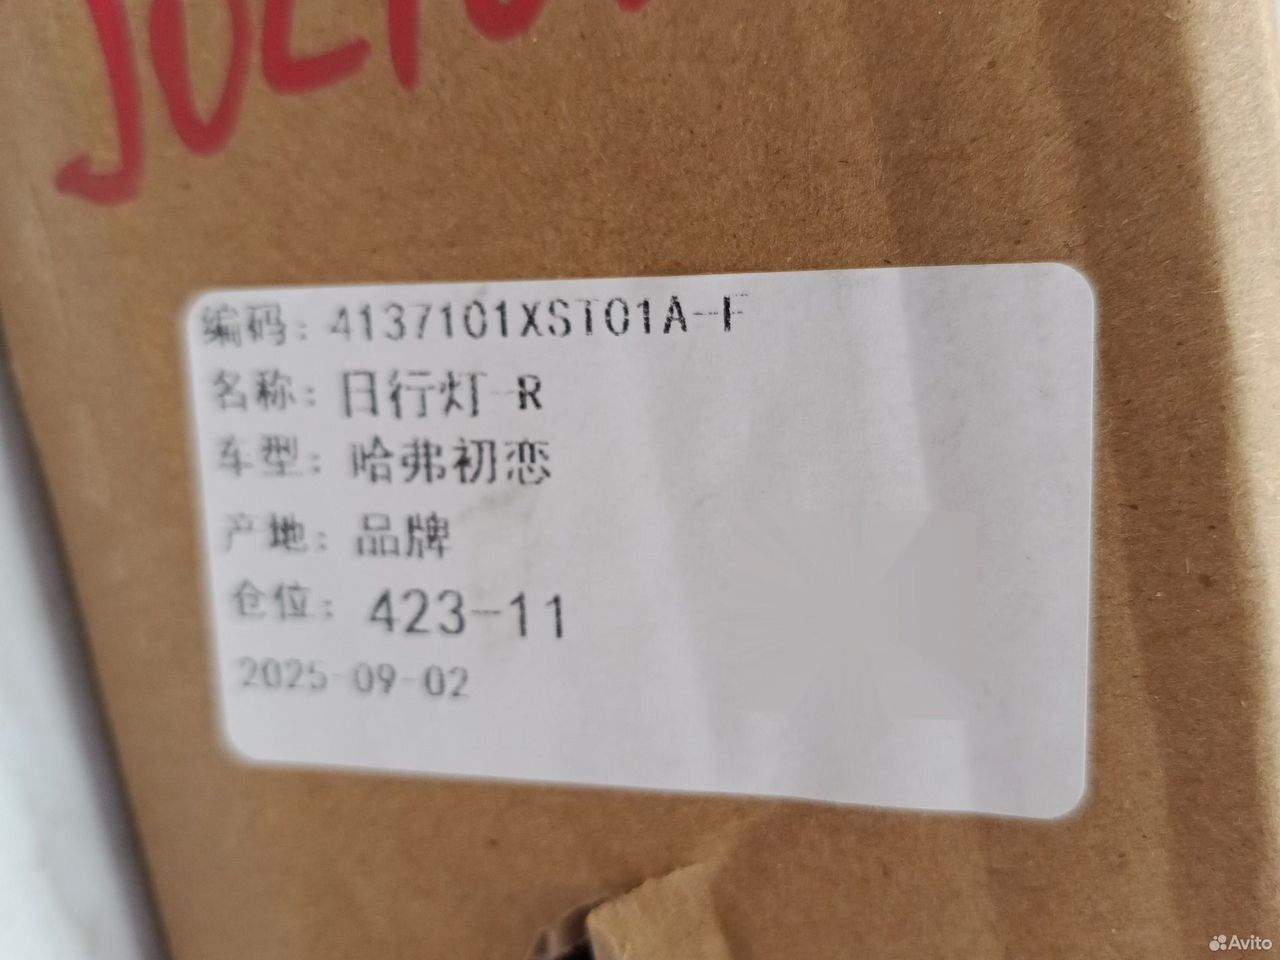 编码: 4137101XST01A-F
名称: 日行灯-R
车型: 哈弗初恋
产地: 品牌
仓位: 423-11
2025-09-02
Avito